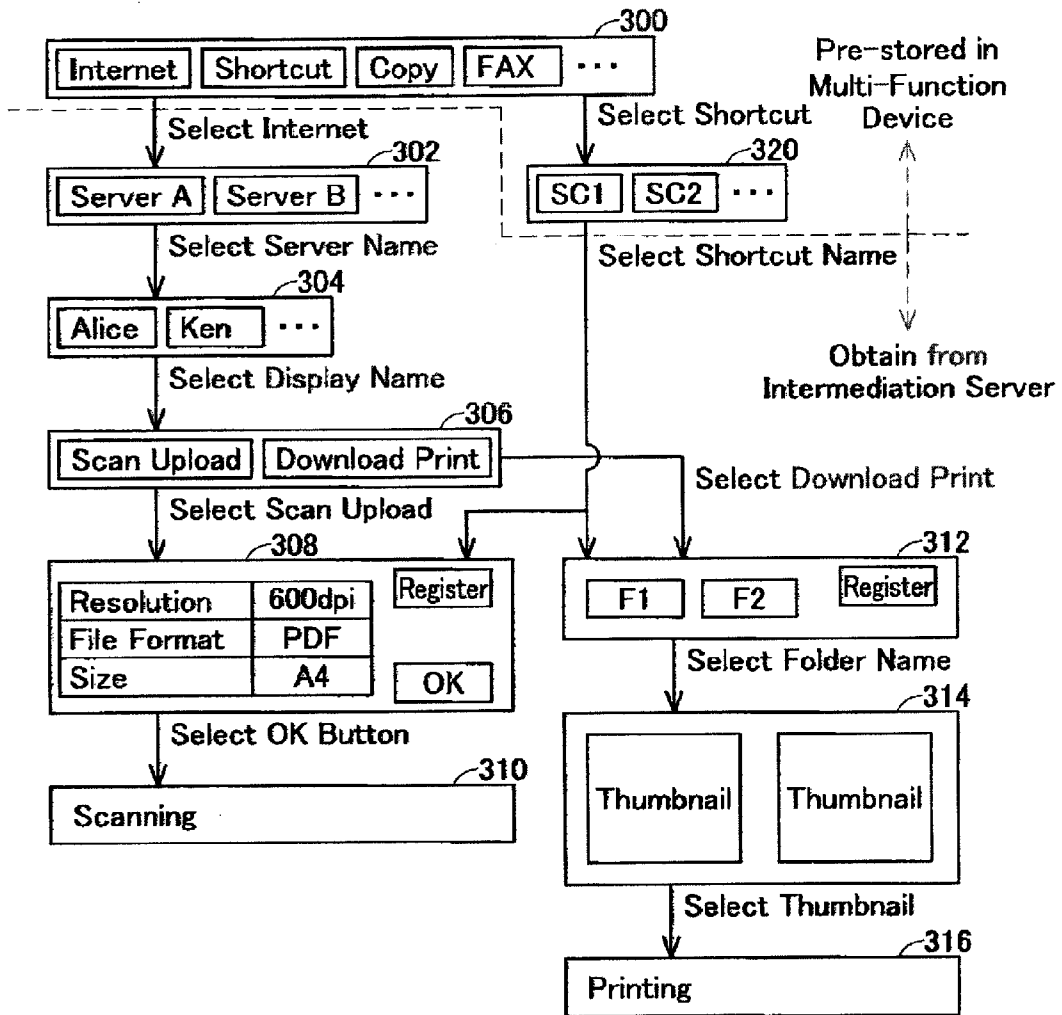 300
Internet Shortcut Copy FAX ...
Pre-stored in
Multi-Function
Device
Select Internet
Select Shortcut
302
Server A Server B ...
320
SC1 SC2 ...
Select Server Name
Select Shortcut Name
304
Alice Ken ...
Obtain from
Intermediation Server
Select Display Name
306
Scan Upload Download Print
Select Download Print
Select Scan Upload
308
Resolution 600dpi Register
File Format PDF
Size A4 OK
312
F1 F2 Register
Select Folder Name
Select OK Button
314
Thumbnail Thumbnail
310
Scanning
Select Thumbnail
316
Printing